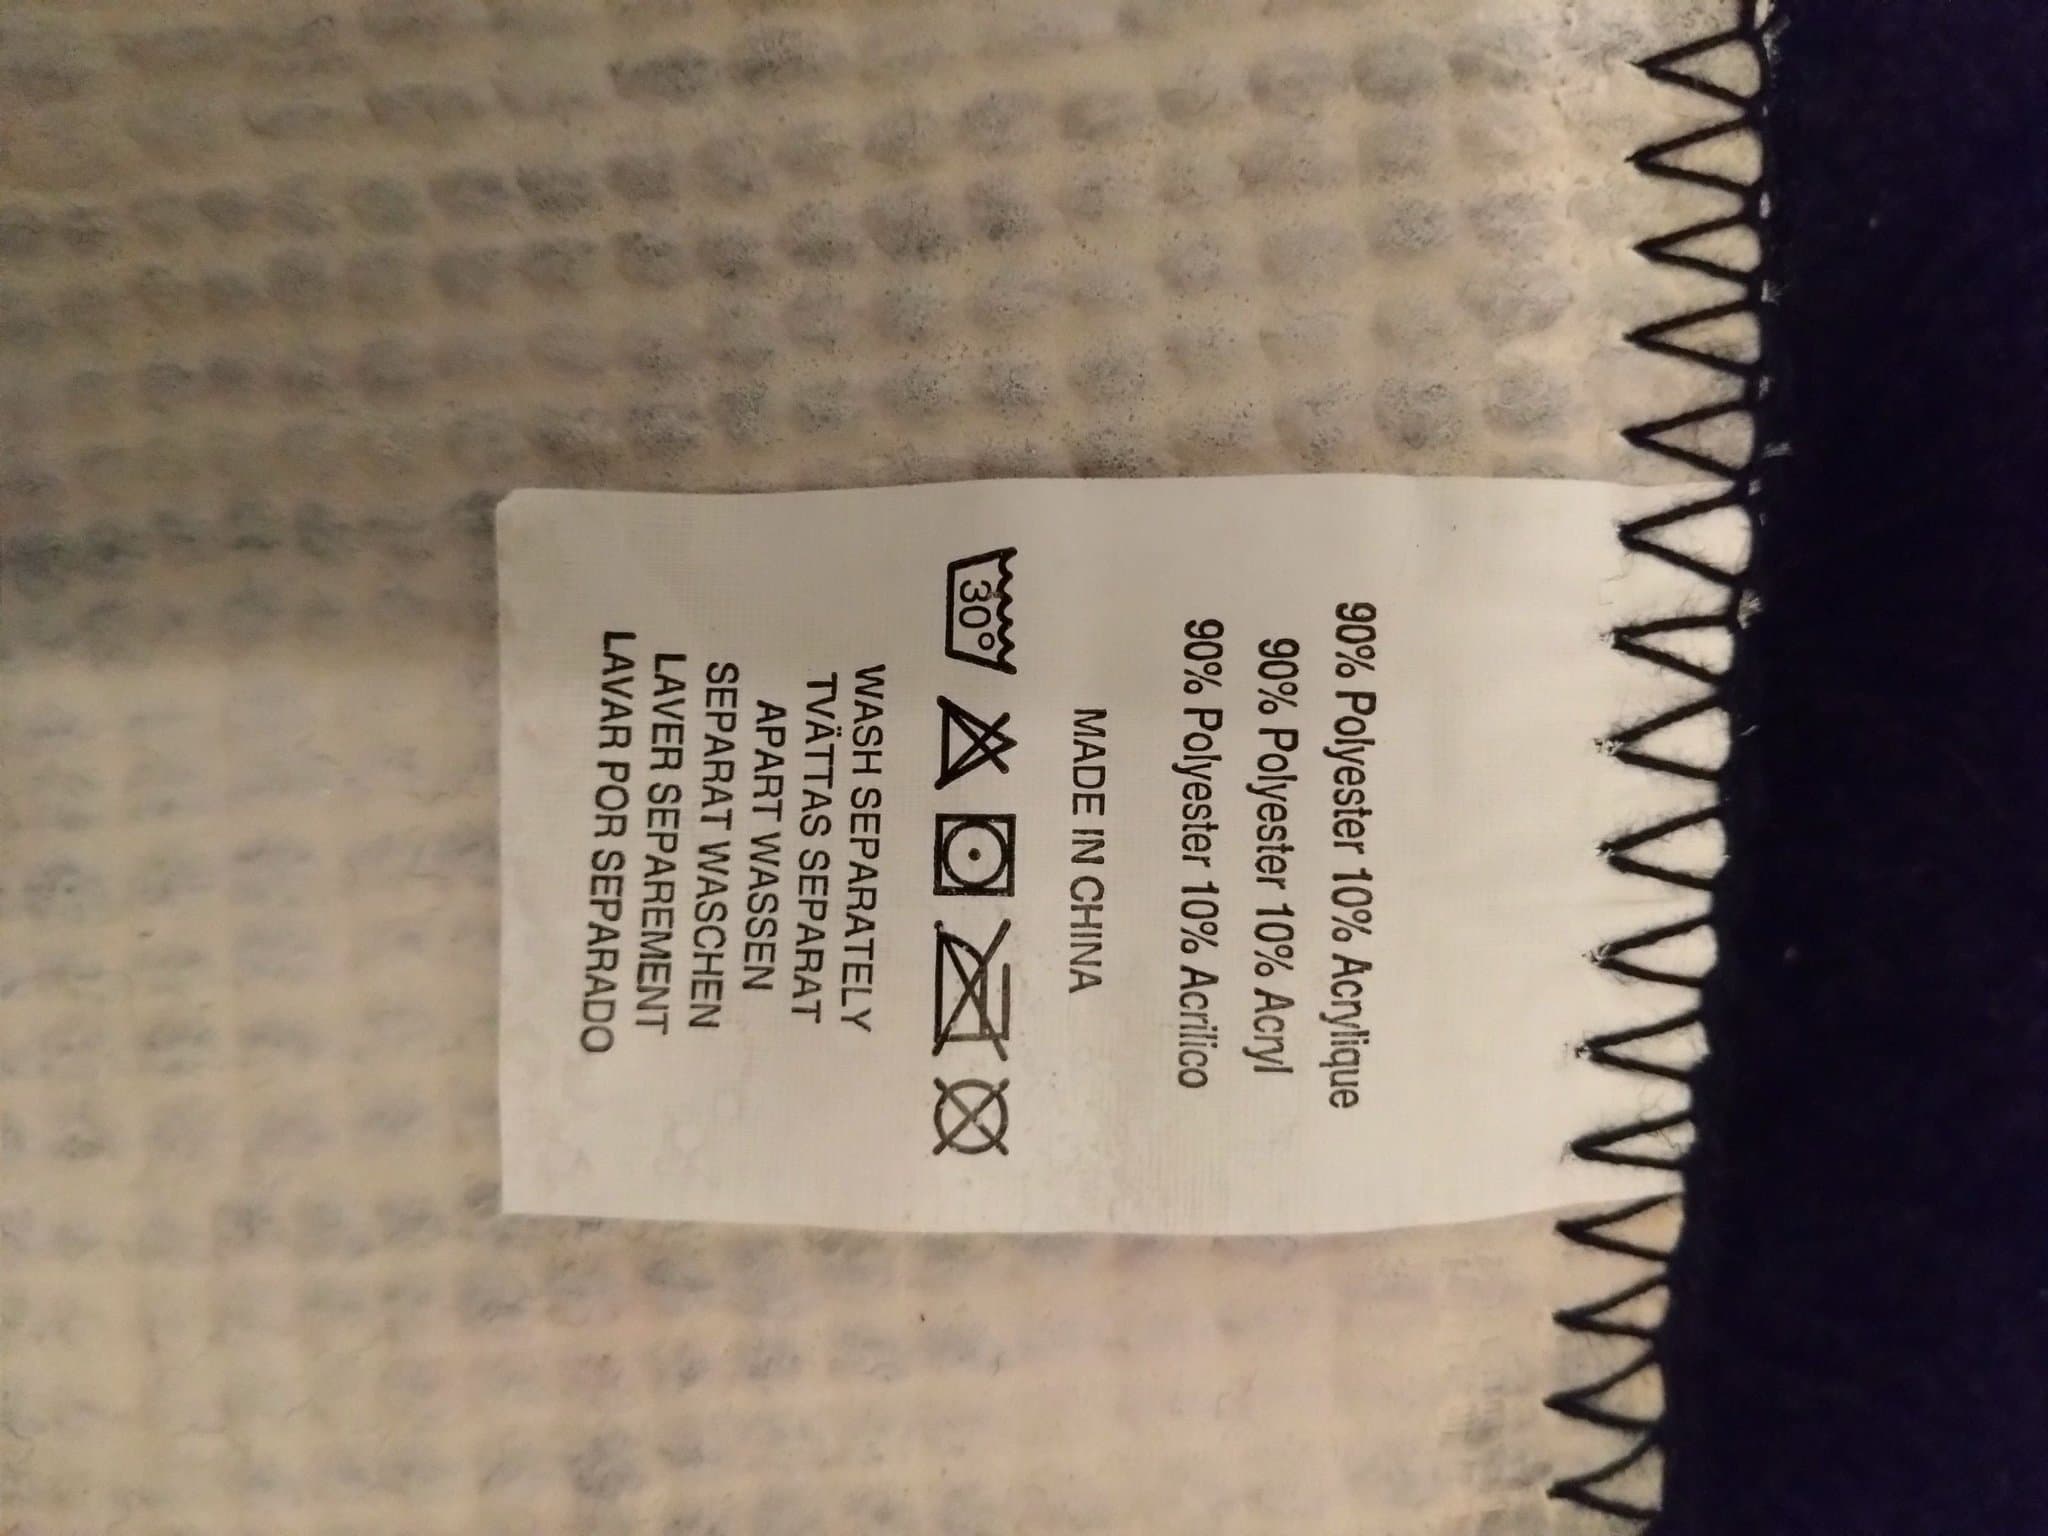 90% Polyester 10% Acrylique
90% Polyester 10% Acryl
90% Polyester 10% Acrilico
MADE IN CHINA
30°
WASH SEPARATELY
TVÄTTAS SEPARAT
APART WASSEN
SEPARAT WASCHEN
LAVER SEPAREMENT
LAVAR POR SEPARADO